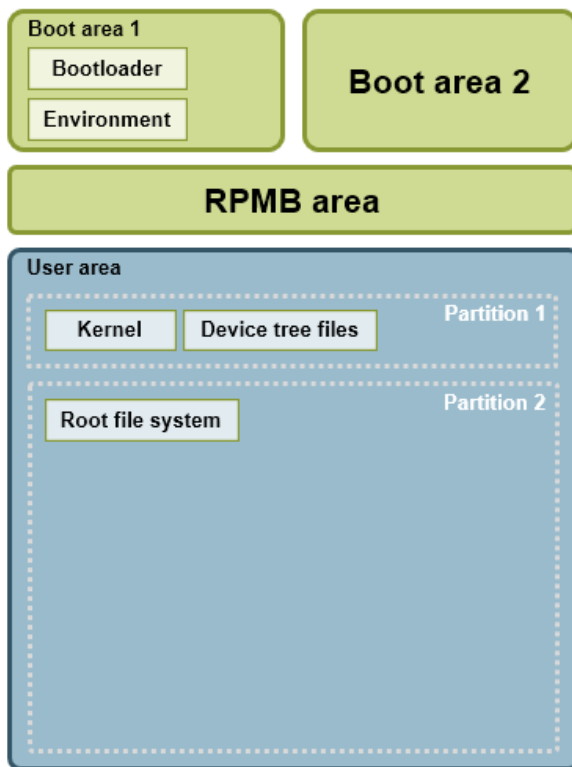 Boot area 1
Bootloader
Environment
Boot area 2
RPMB area
User area
Partition 1
Kernel
Device tree files
Partition 2
Root file system